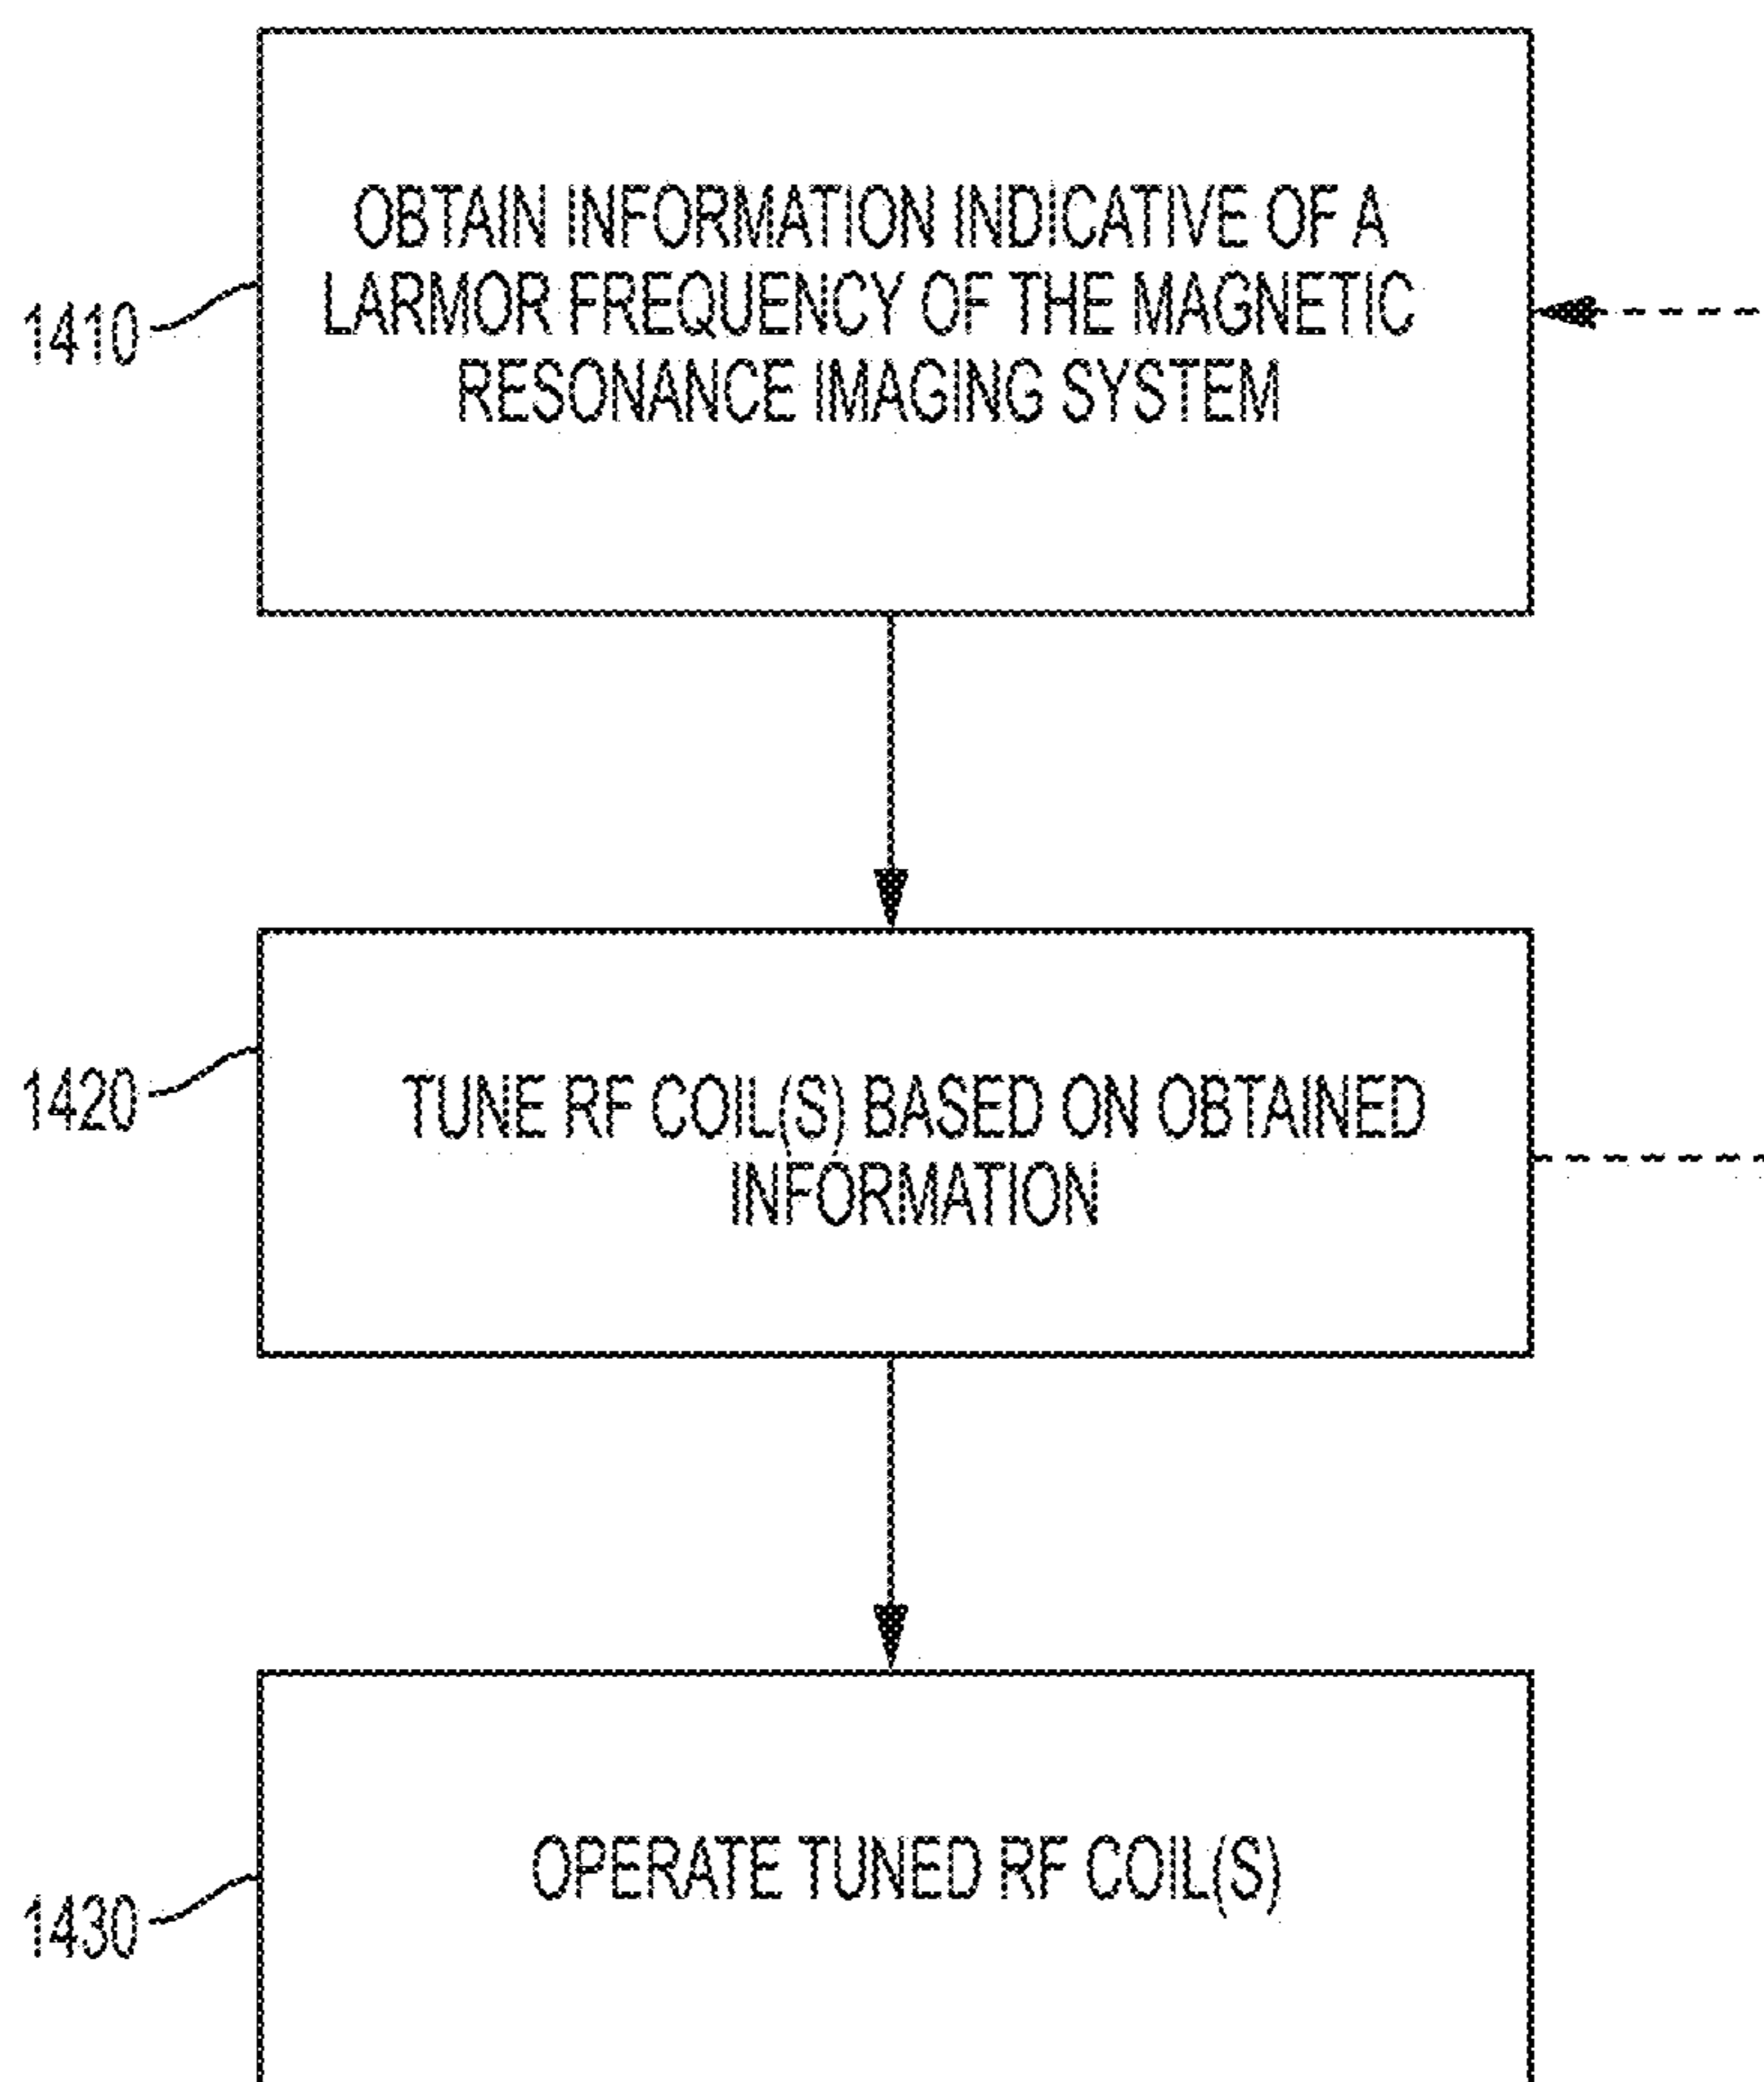 OBTAIN INFORMATION INDICATIVE OF A
LARMOR FREQUENCY OF THE MAGNETIC
RESONANCE IMAGING SYSTEM
1410
TUNE RF COIL(S) BASED ON OBTAINED
INFORMATION
1420
OPERATE TUNED RF COIL(S)
1430